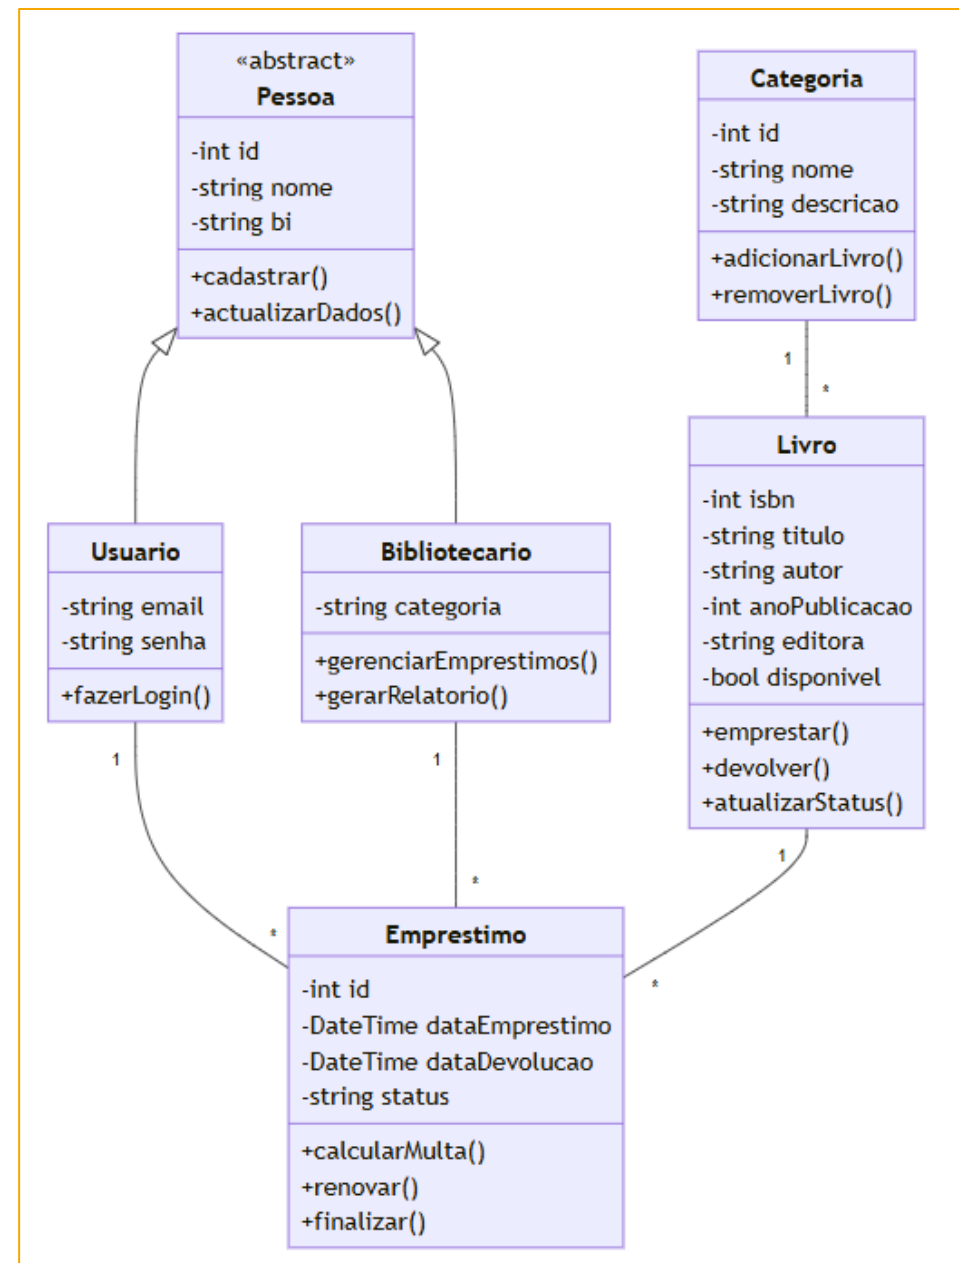 «abstract»
Pessoa
-int id
-string nome
-string bi
+cadastrar()
+actualizarDados()
Categoria
-int id
-string nome
-string descricao
+adicionarLivro()
+removerLivro()
1
*
Livro
-int isbn
-string titulo
-string autor
-int anoPublicacao
-string editora
-bool disponivel
+emprestar()
+devolver()
+atualizarStatus()
Usuario
-string email
-string senha
+fazerLogin()
Bibliotecario
-string categoria
+gerenciarEmprestimos()
+gerarRelatorio()
1
1
1
*
*
*
Emprestimo
-int id
-DateTime dataEmprestimo
-DateTime dataDevolucao
-string status
+calcularMulta()
+renovar()
+finalizar()